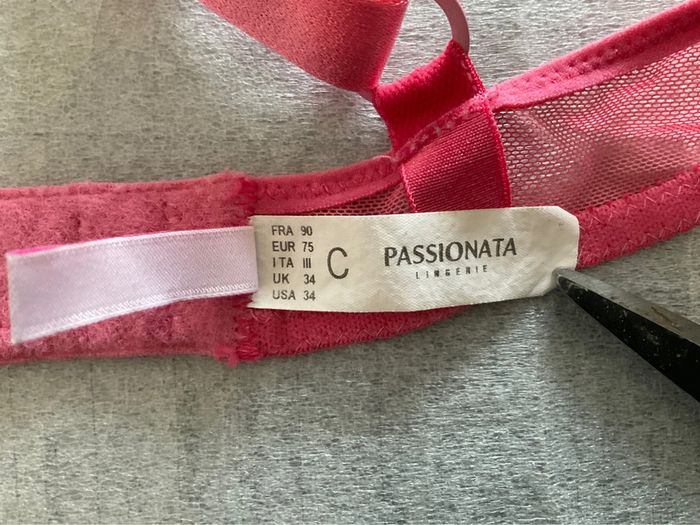 FRA 90
EUR 75
ITA III
UK 34
USA 34
C
PASSIONATA
LINGERIE